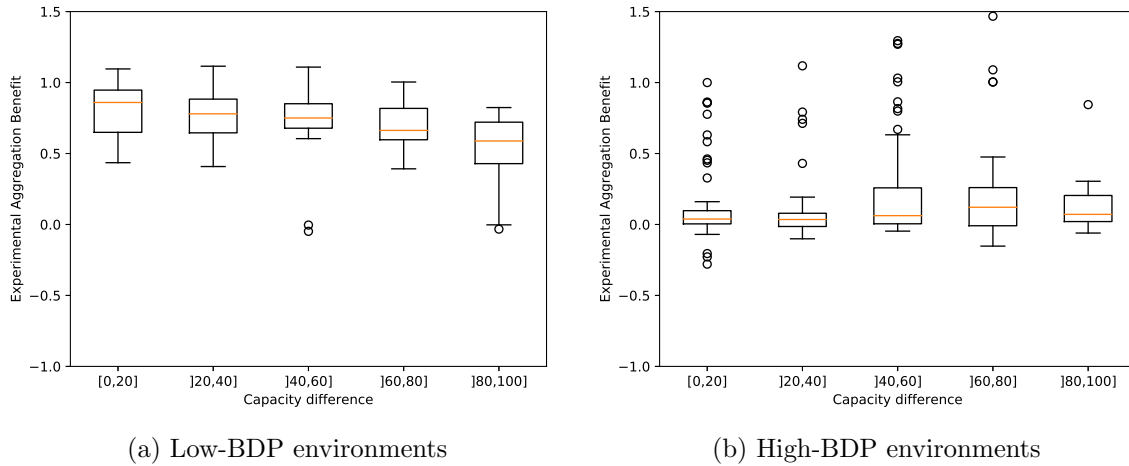 Experimental Aggregation Benefit
1.5
1.0
0.5
0.0
−0.5
−1.0
[0,20] ]20,40] ]40,60] ]60,80] ]80,100]
Capacity difference
(a) Low-BDP environments
Experimental Aggregation Benefit
1.5
1.0
0.5
0.0
−0.5
−1.0
[0,20] ]20,40] ]40,60] ]60,80] ]80,100]
Capacity difference
(b) High-BDP environments